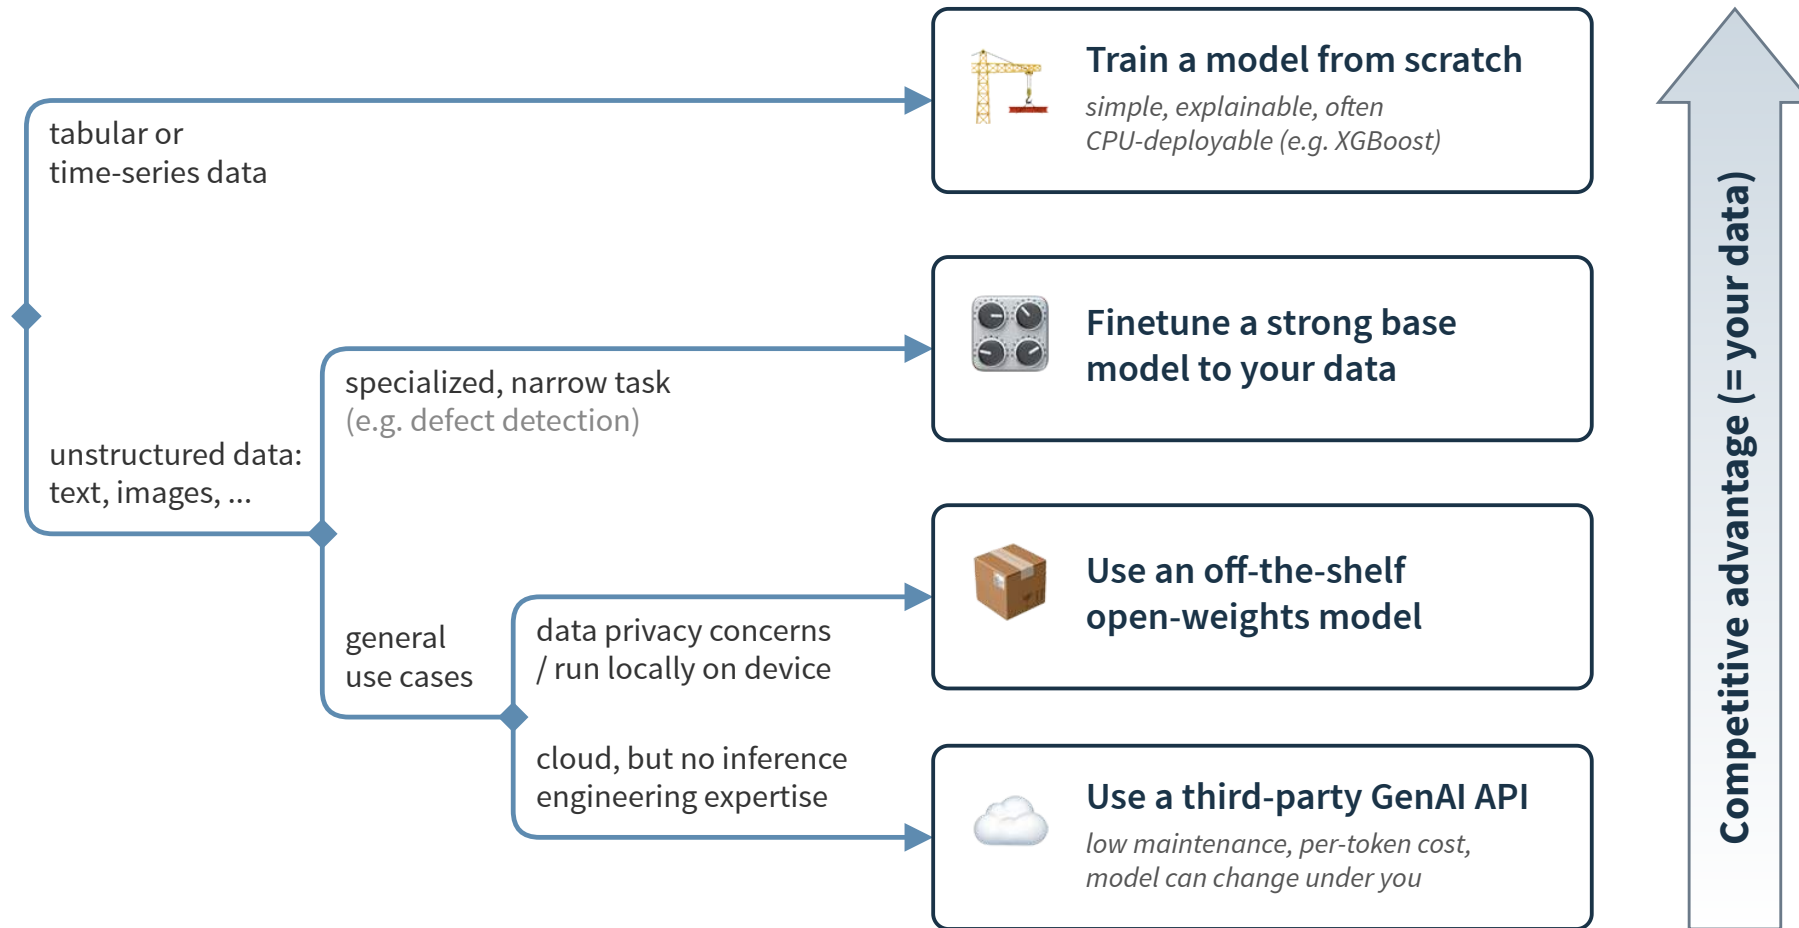 Train a model from scratch
simple, explainable, often
CPU-deployable (e.g. XGBoost)
tabular or
time-series data
Finetune a strong base
model to your data
specialized, narrow task
(e.g. defect detection)
unstructured data:
text, images, ...
Use an off-the-shelf
open-weights model
general
use cases
data privacy concerns
/ run locally on device
cloud, but no inference
engineering expertise
Use a third-party GenAI API
low maintenance, per-token cost,
model can change under you
Competitive advantage (= your data)